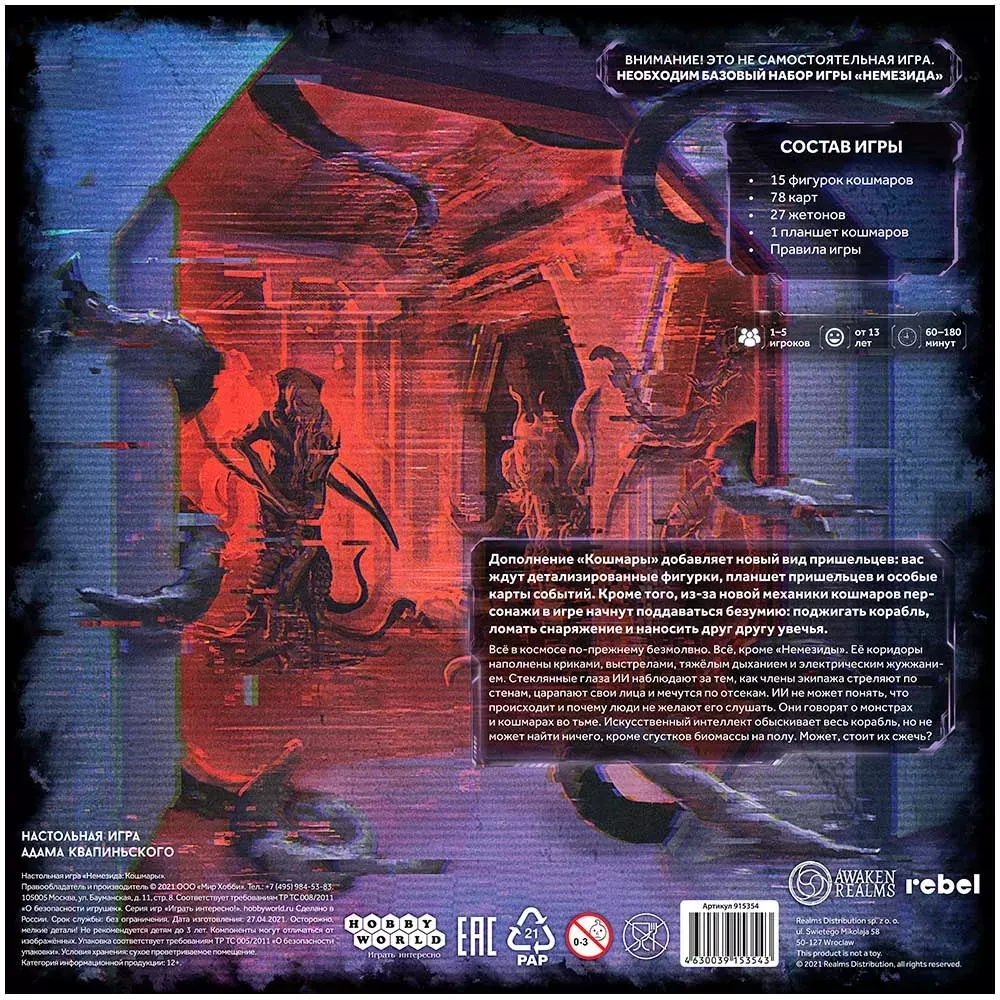 ВНИМАНИЕ! ЭТО НЕ САМОСТОЯТЕЛЬНАЯ ИГРА.
НЕОБХОДИМ БАЗОВЫЙ НАБОР ИГРЫ «НЕМЕЗИДА»
СОСТАВ ИГРЫ
• 15 фигурок кошмаров
• 78 карт
• 27 жетонов
• 1 планшет кошмаров
• Правила игры
1–5 игроков
от 13 лет
60–180 минут
Дополнение «Кошмары» добавляет новый вид пришельцев: вас
ждут детализированные фигурки, планшет пришельцев и особые
карты событий. Кроме того, из-за новой механики кошмаров пер-
сонажи в игре начнут поддаваться безумию: поджигать корабль,
ломать снаряжение и наносить друг другу увечья.
Всё в космосе по-прежнему безмолвно. Всё, кроме «Немезиды». Её коридоры
наполнены криками, выстрелами, тяжёлым дыханием и электрическим жужжани-
ем. Стеклянные глаза ИИ наблюдают за тем, как члены экипажа стреляют по
стенам, царапают свои лица и мечутся по отсекам. ИИ не может понять, что
происходит и почему люди не желают его слушать. Они говорят о монстрах
и кошмарах во тьме. Искусственный интеллект обыскивает весь корабль, но не
может найти ничего, кроме сгустков биомассы на полу. Может, стоит их сжечь?
НАСТОЛЬНАЯ ИГРА
АДАМА КВАПИНЬСКОГО
Настольная игра «Немезида: Кошмары».
Правообладатель и производитель © 2021 ООО «Мир Хобби». Тел.: +7 (495) 984-53-83.
105005 Москва, ул. Бауманская, д. 11, стр. 8. Соответствует требованиям ТР ТС 008/2011
«О безопасности игрушек». Серия игр «Играть интересно!». hobbyworld.ru Сделано в
России. Срок службы: без ограничения. Дата изготовления: 27.04.2021. Осторожно,
мелкие детали! Не рекомендуется детям до 3 лет. Компоненты могут отличаться от
изображённых. Упаковка соответствует требованиям ТР ТС 005/2011 «О безопасности
упаковки». Условия хранения: сухое проветриваемое помещение.
Категория информационной продукции: 12+.
HOBBY
WORLD
Играть интересно
EAC
21
PAP
0-3
Артикул 915354
4 630039 153543
AWAKEN
REALMS
rebel
Realms Distribution sp. z o. o.
ul. Swietego Mikolaja 58
50-127 Wroclaw
This product is not a toy.
© 2021 Realms Distribution, all rights reserved.